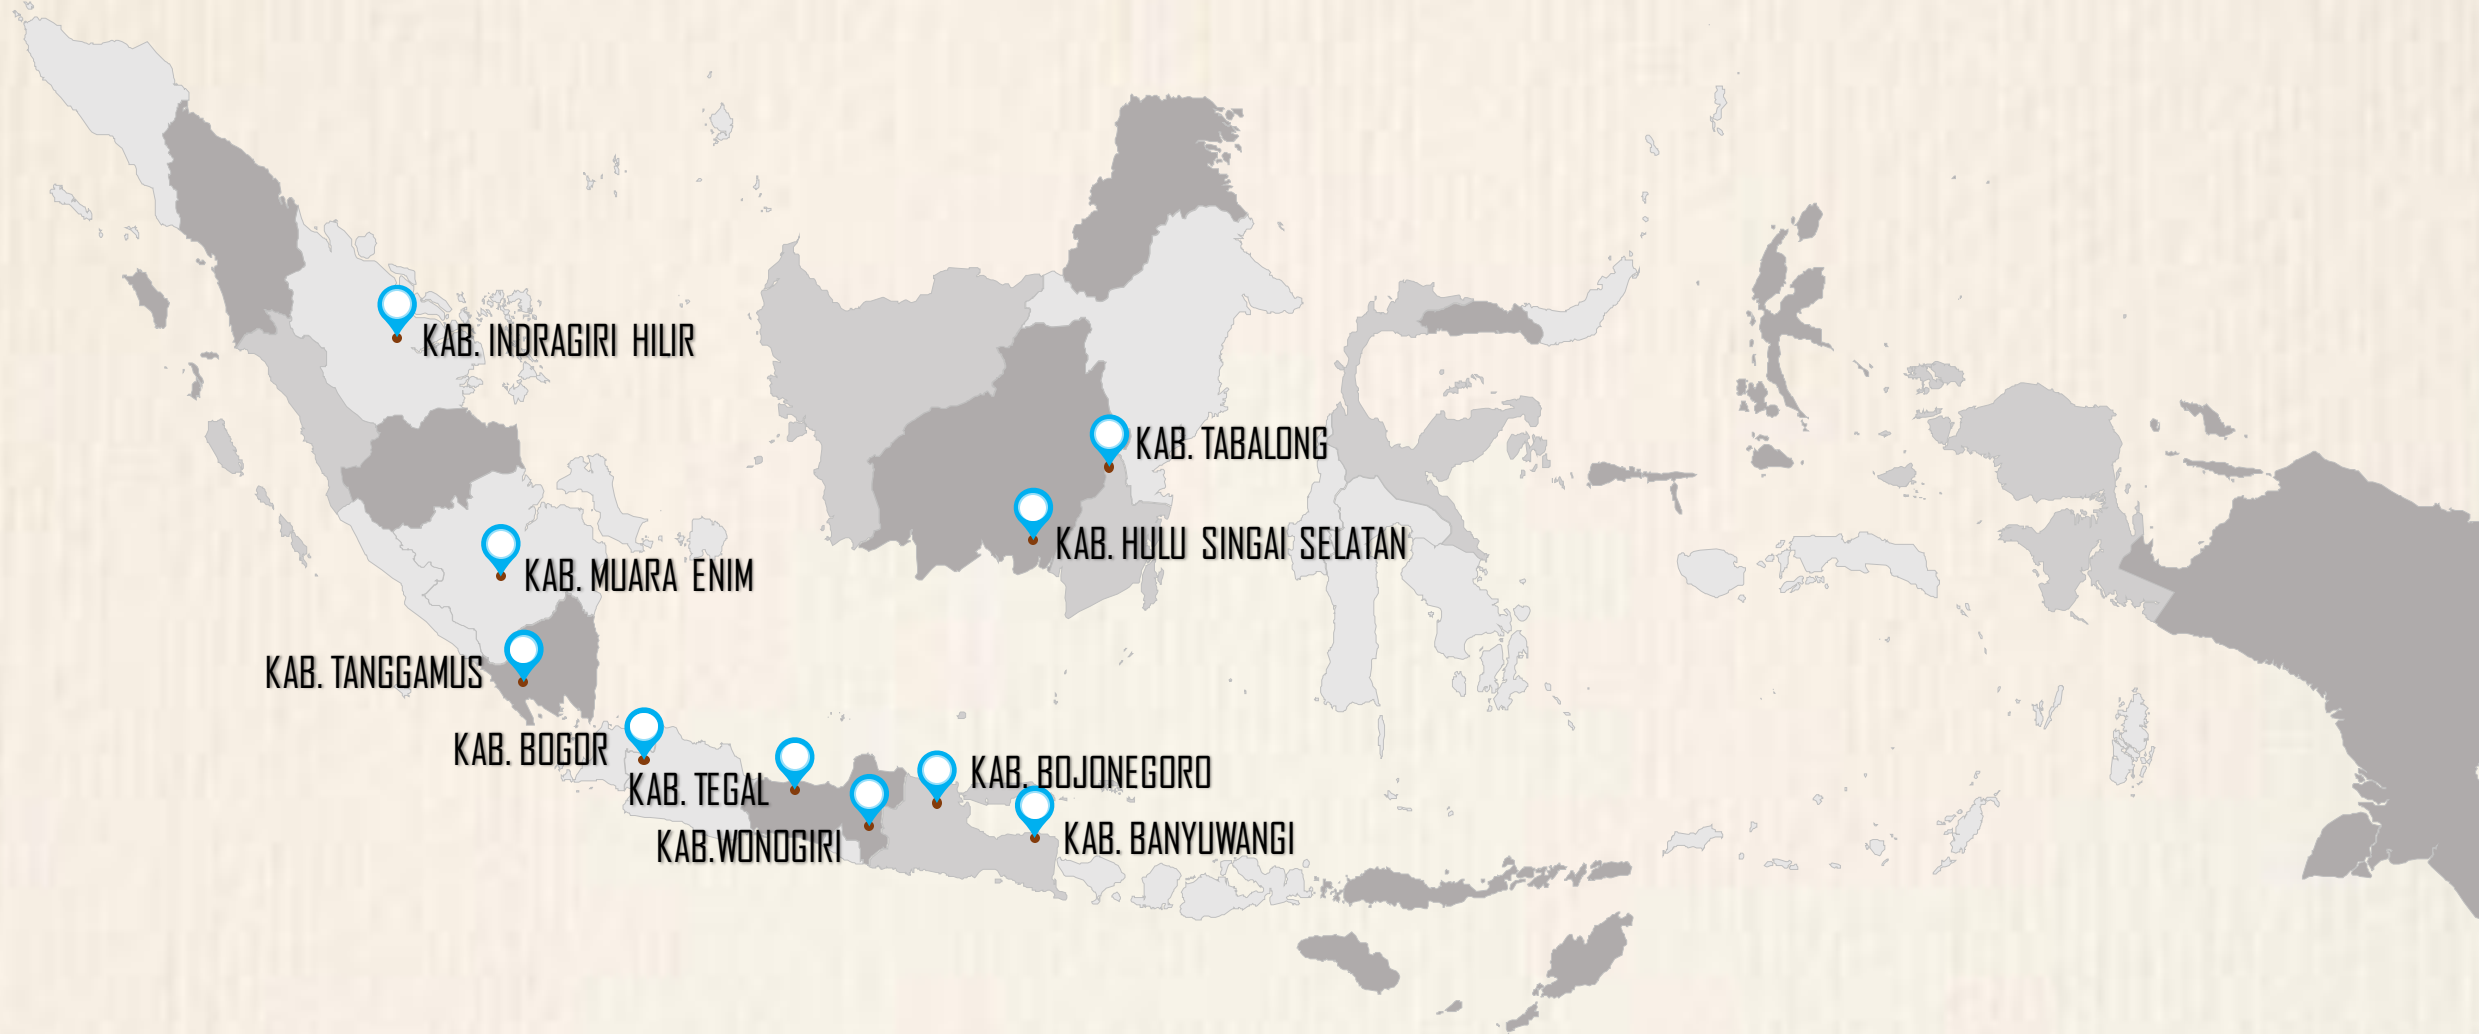 KAB. INDRAGIRI HILIR
KAB. TABALONG
KAB. HULU SINGAI SELATAN
KAB. MUARA ENIM
KAB. TANGGAMUS
KAB. BOGOR
KAB. TEGAL
KAB. BOJONEGORO
KAB.WONOGIRI
KAB. BANYUWANGI